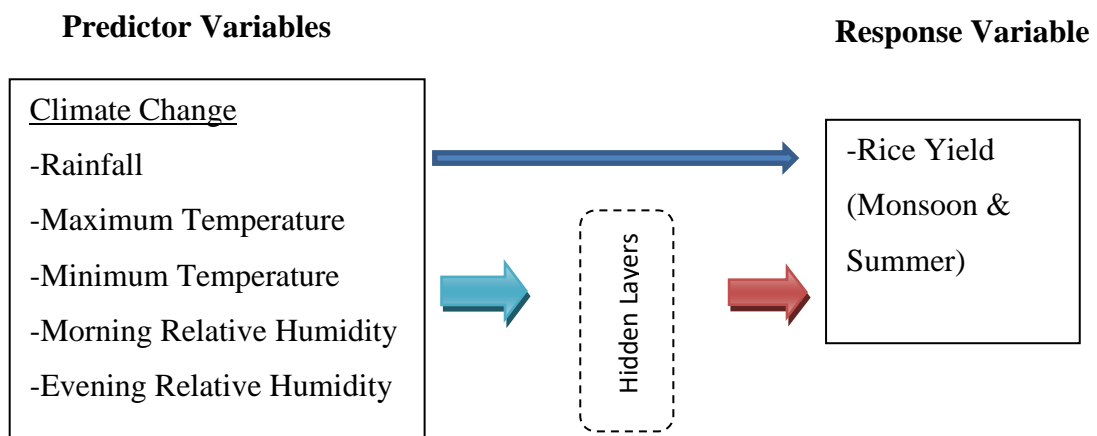 Predictor Variables
Response Variable
Climate Change
-Rainfall
-Maximum Temperature
-Minimum Temperature
-Morning Relative Humidity
-Evening Relative Humidity
Hidden Layers
-Rice Yield
(Monsoon &
Summer)